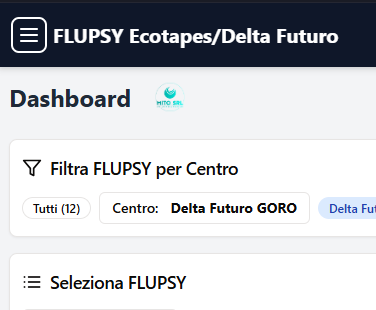 FLUPSY Ecotapes/Delta Futuro
Dashboard
MITO SRL
Filtra FLUPSY per Centro
Tutti (12) Centro: Delta Futuro GORO Delta Fut
Seleziona FLUPSY